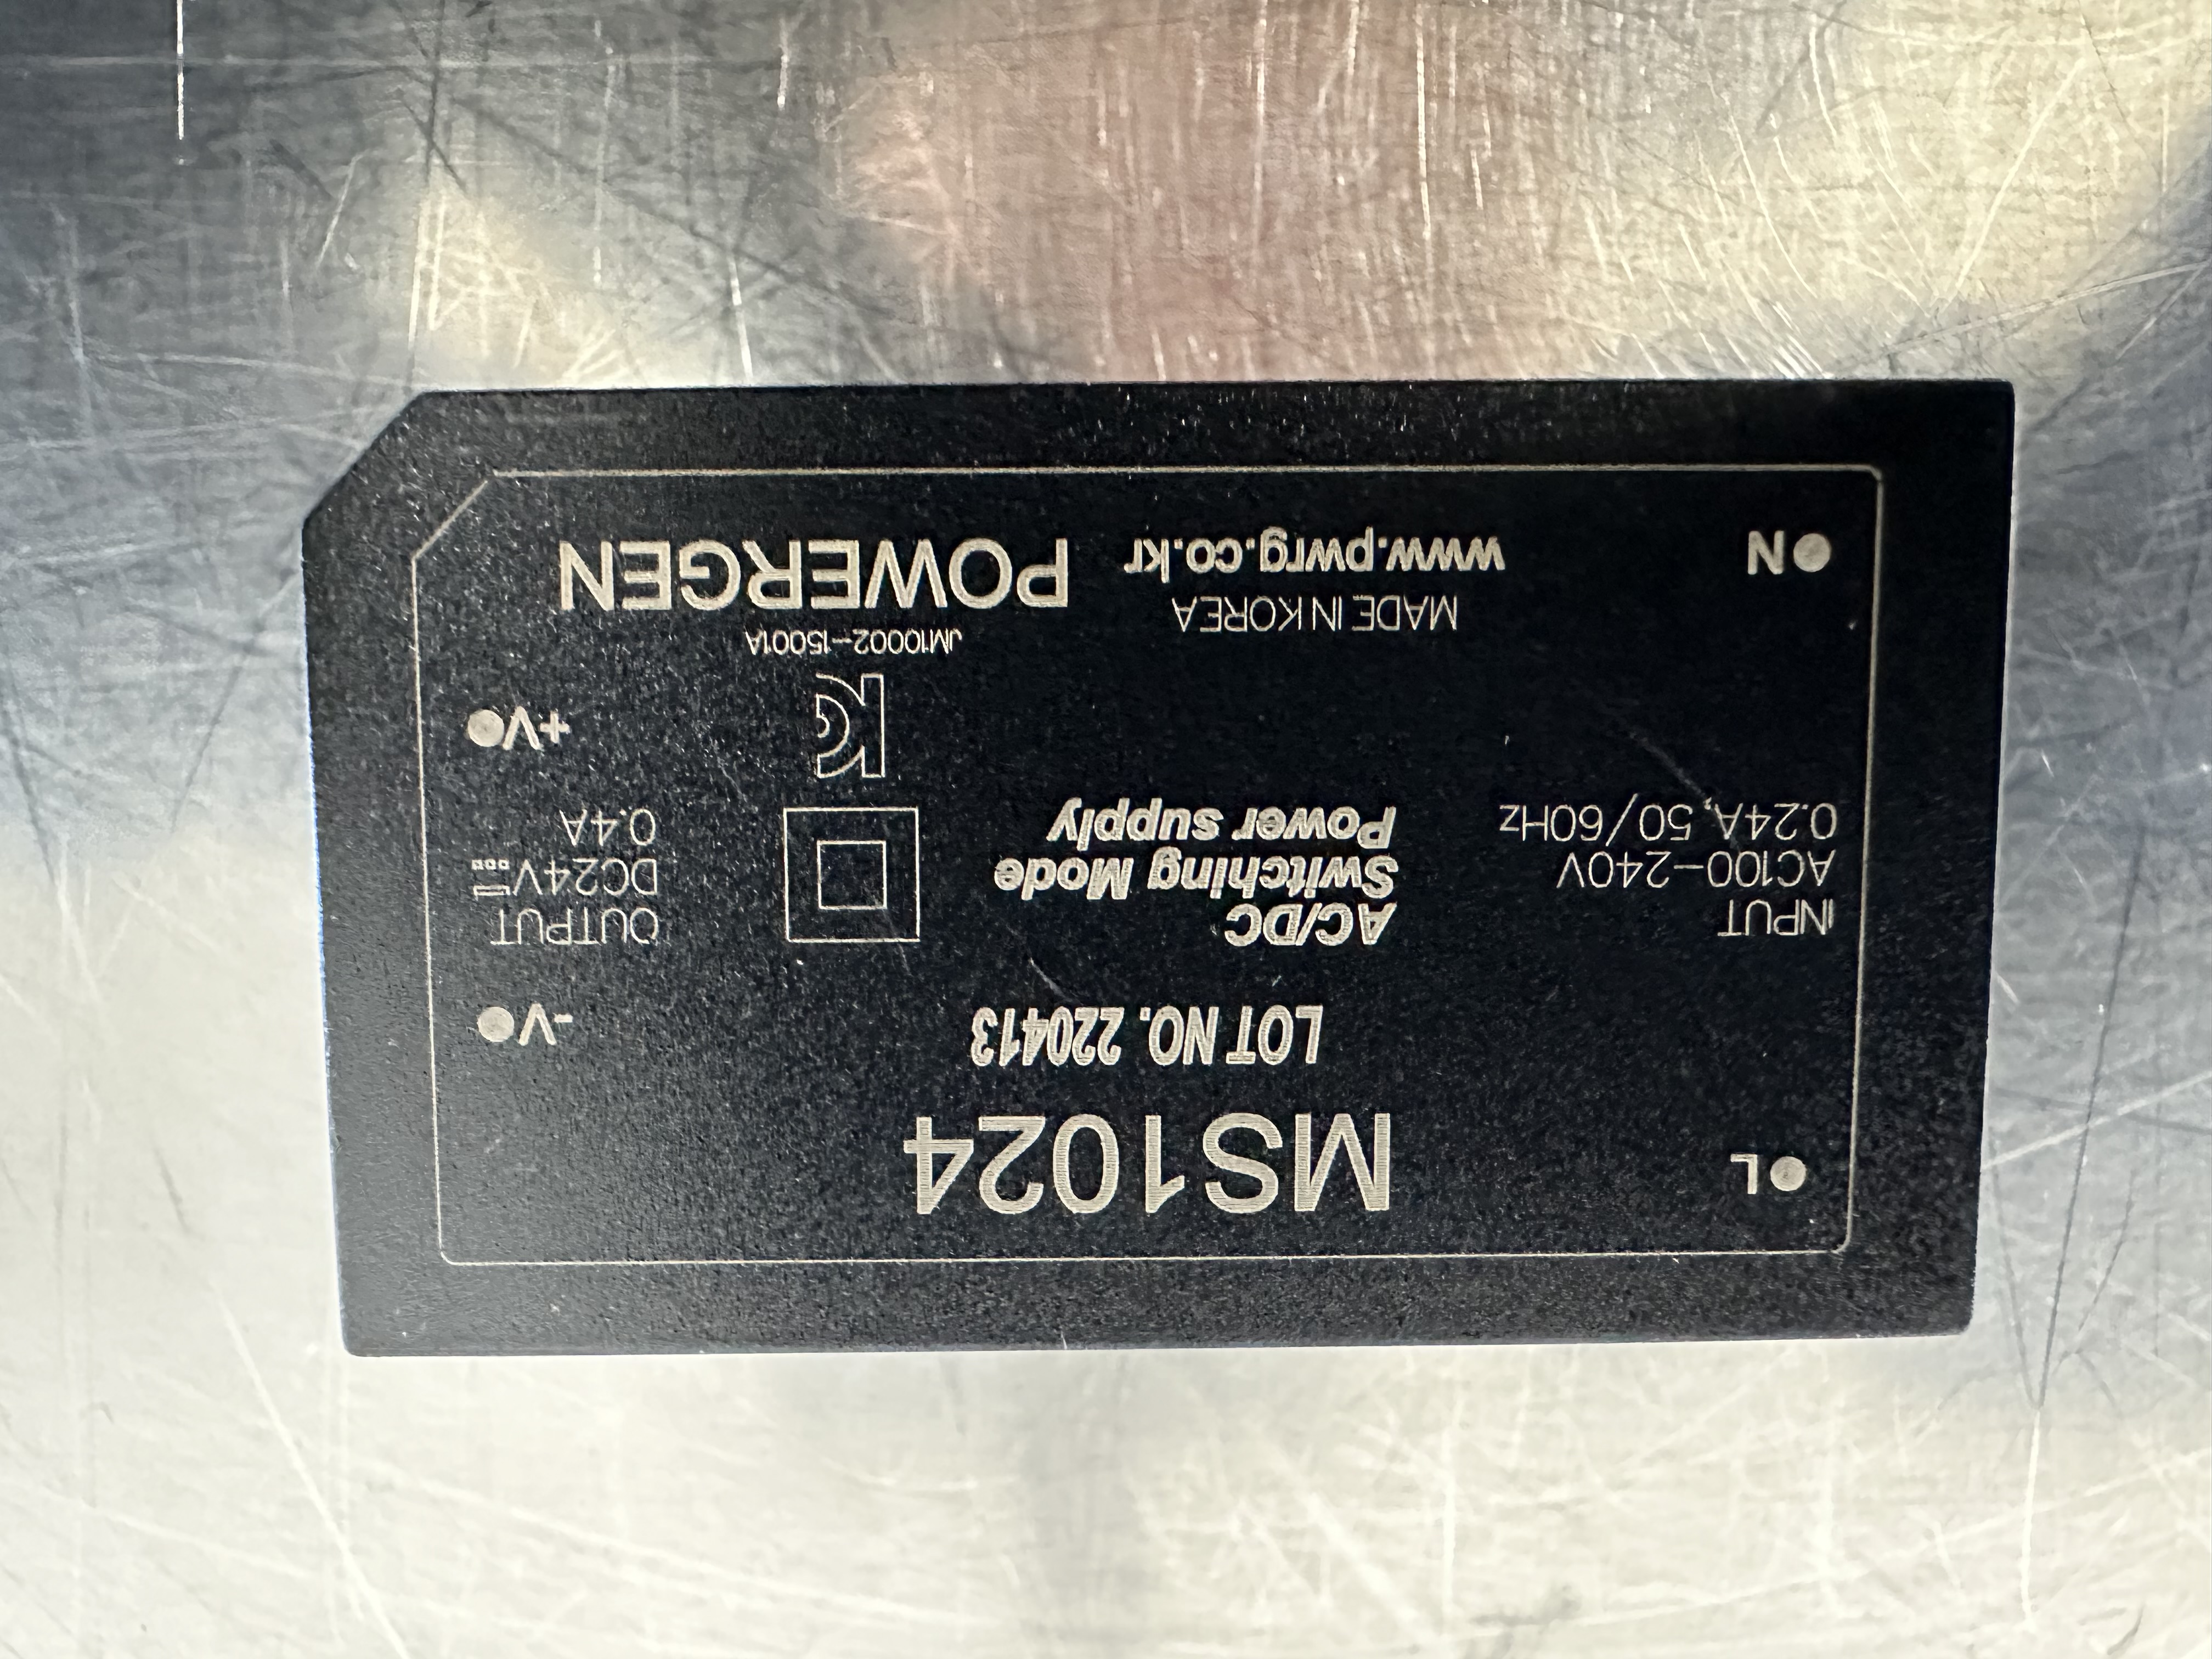 ●L
MS1024
LOT NO. 220413
-V●
INPUT
AC100-240V
0.24A, 50/60Hz
AC/DC
Switching Mode
Power supply
OUTPUT
DC24V⎓
0.4A
+V●
JM10002-15001A
●N
MADE IN KOREA
www.pwrg.co.kr
POWERGEN